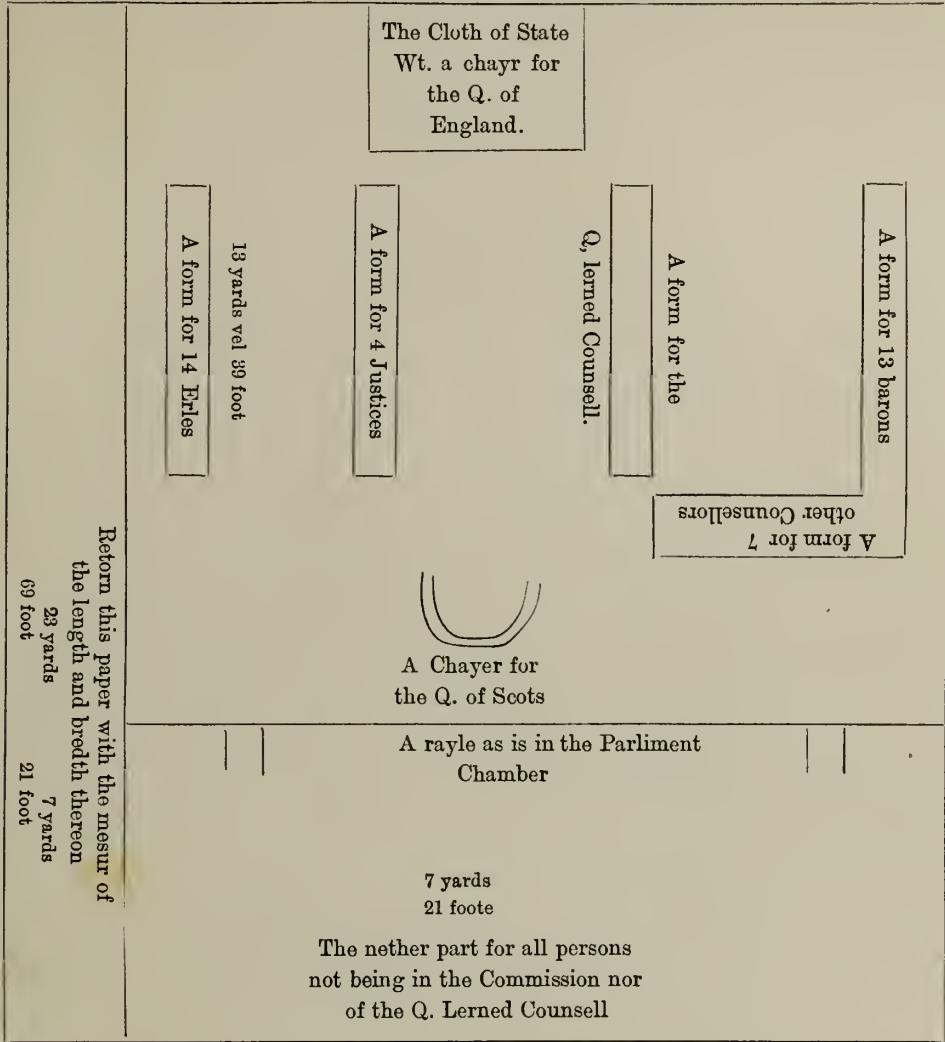 The Cloth of State
Wt. a chayr for
the Q. of
England.
A form for 14 Erles
13 yards vel 39 foot
A form for 4 Justices
A form for the
Q, lerned Counsell.
A form for 13 barons
A form for 7
other Counsellors
A Chayer for
the Q. of Scots
A rayle as is in the Parliment
Chamber
7 yards
21 foote
The nether part for all persons
not being in the Commission nor
of the Q. Lerned Counsell
Retorn this paper with the mesur of
the length and bredth thereon
23 yards
69 foot
7 yards
21 foot